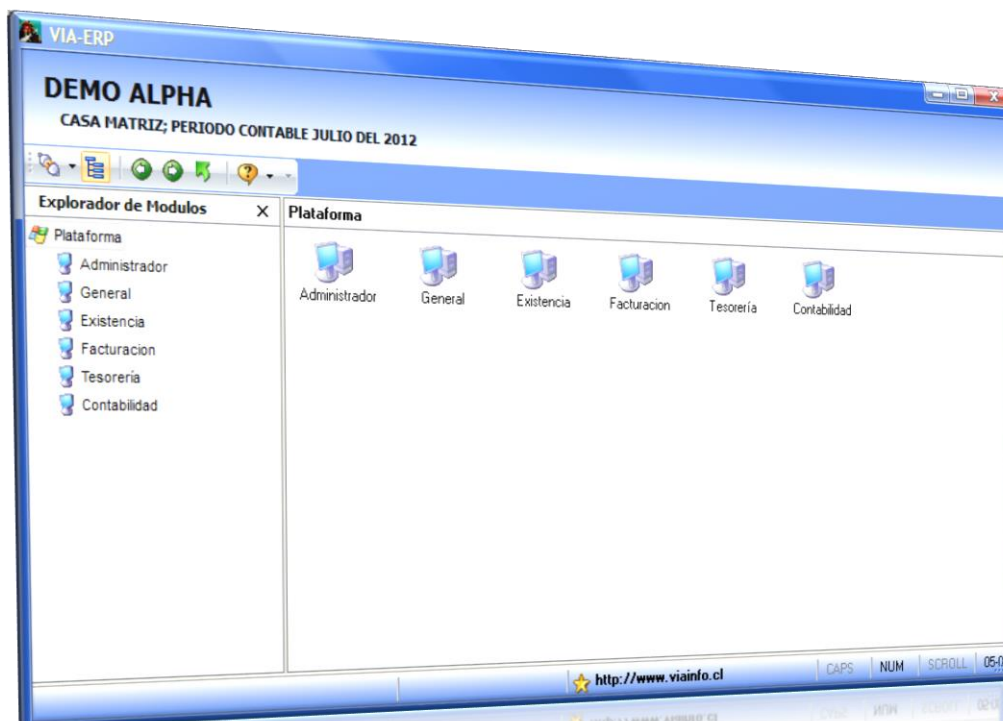 VIA-ERP
DEMO ALPHA
CASA MATRIZ; PERIODO CONTABLE JULIO DEL 2012
Explorador de Modulos
Plataforma
Administrador
General
Existencia
Facturacion
Tesoreria
Contabilidad
Plataforma
Administrador
General
Existencia
Facturacion
Tesorería
Contabilidad
http://www.viainfo.cl
CAPS
NUM
SCROLL